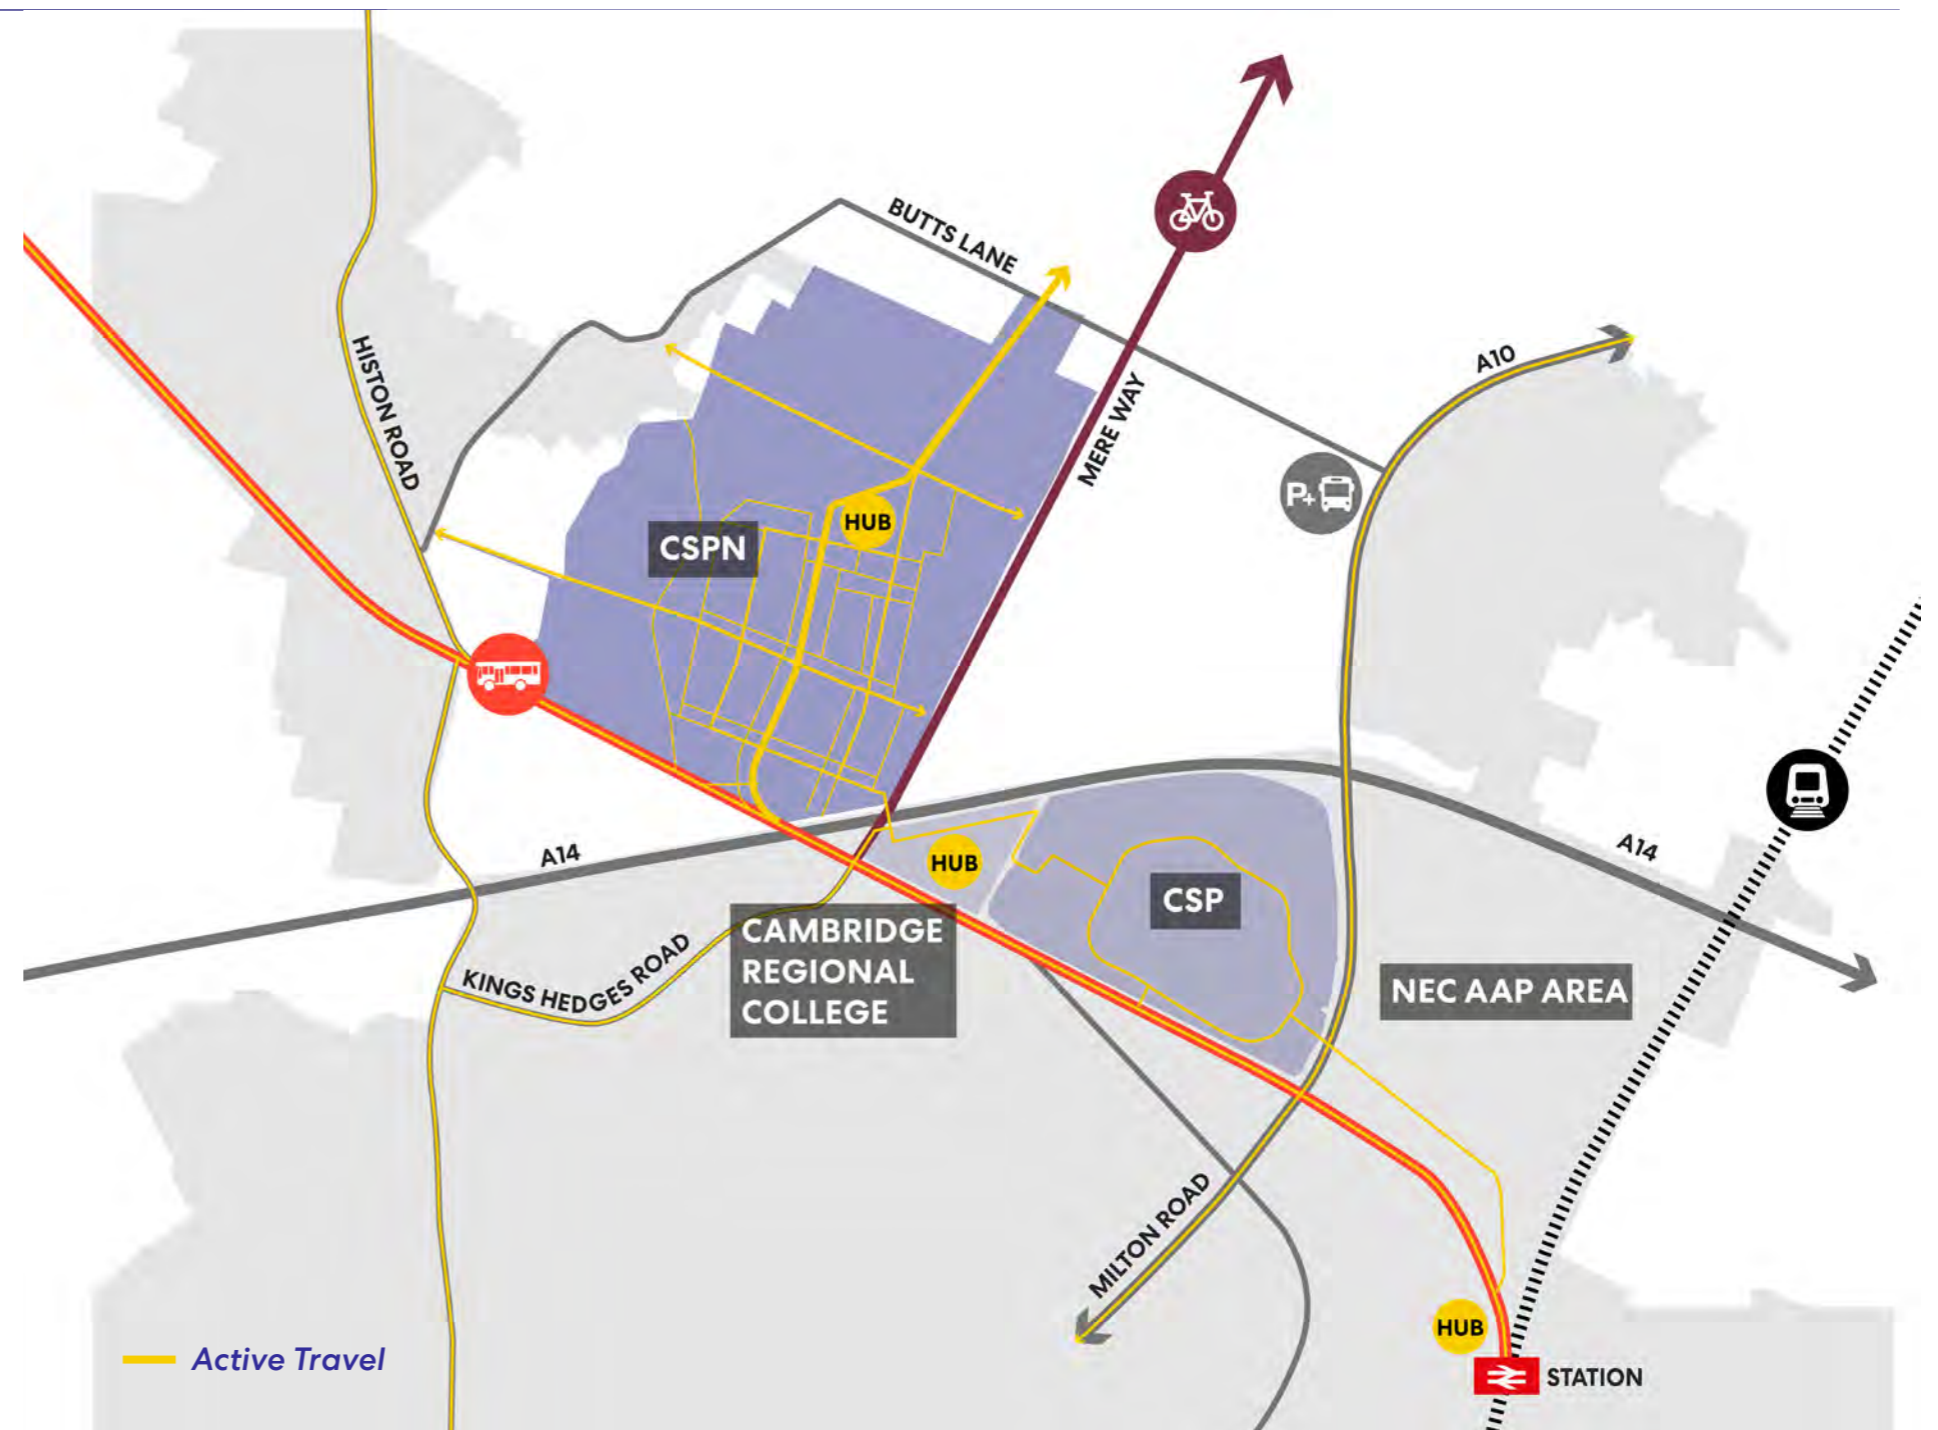 BUTTS LANE
HISTON ROAD
A10
MERE WAY
P+
HUB
CSPN
A14
A14
HUB
CSP
CAMBRIDGE
REGIONAL
COLLEGE
KINGS HEDGES ROAD
NEC AAP AREA
MILTON ROAD
HUB
Active Travel
STATION